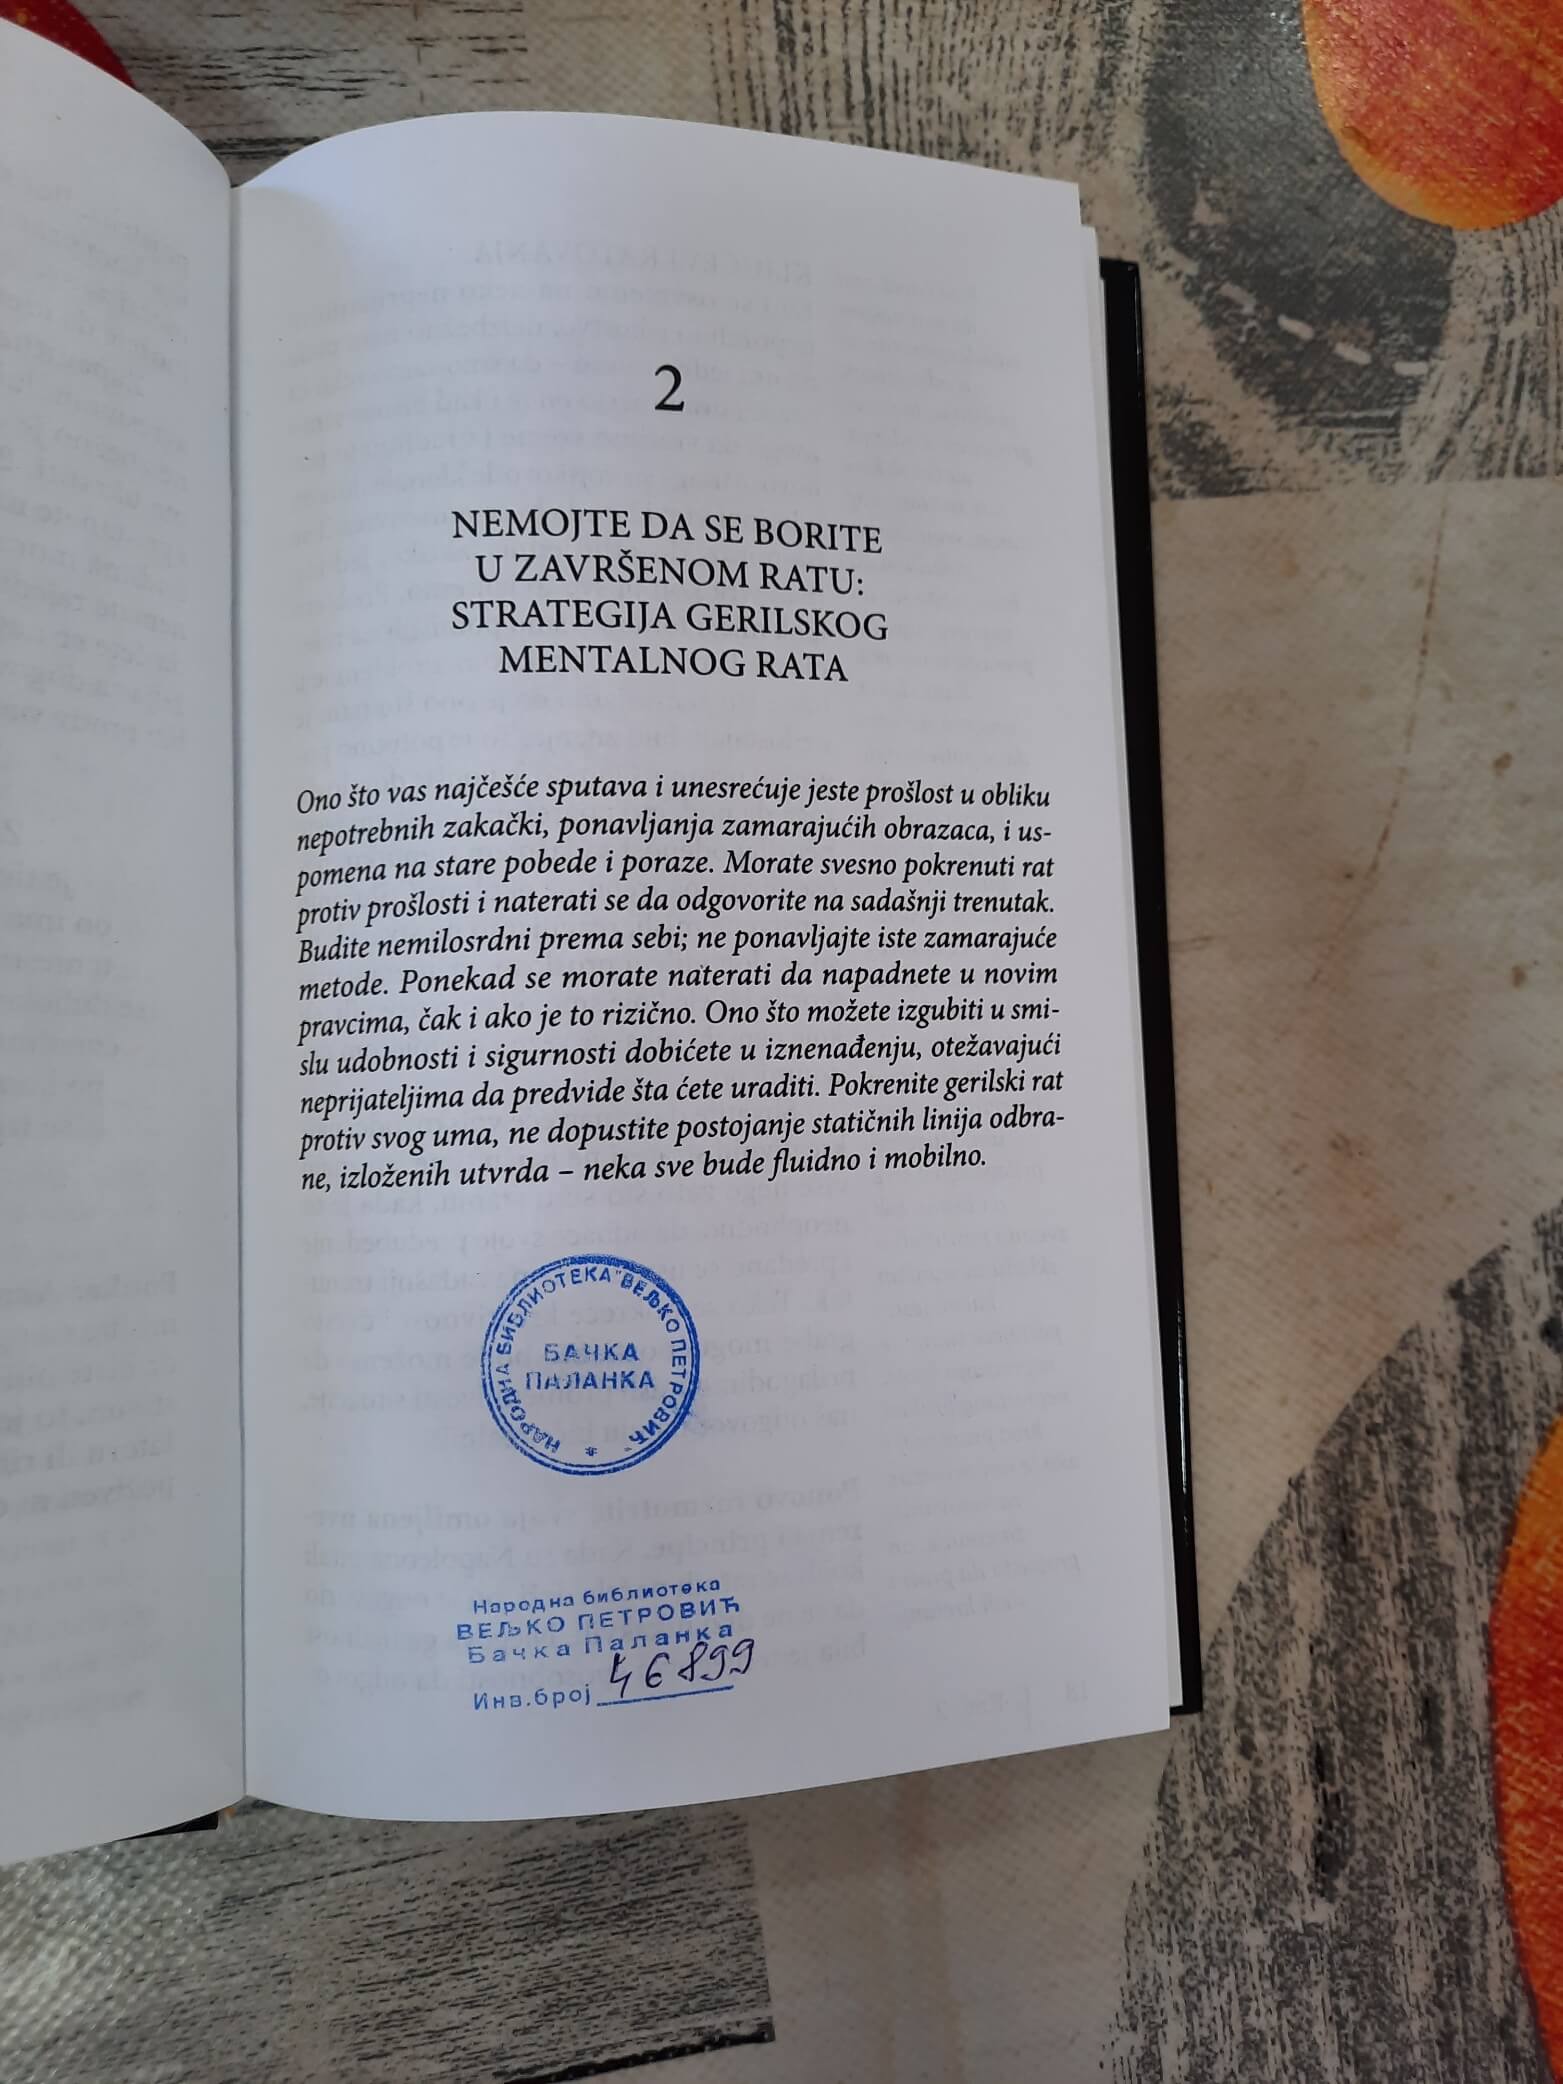 2
NEMOJTE DA SE BORITE
U ZAVRŠENOM RATU:
STRATEGIJA GERILSKOG
MENTALNOG RATA
Ono što vas najčešće sputava i unesrećuje jeste prošlost u obliku
nepotrebnih zakački, ponavljanja zamarajućih obrazaca, i us-
pomena na stare pobede i poraze. Morate svesno pokrenuti rat
protiv prošlosti i naterati se da odgovorite na sadašnji trenutak.
Budite nemilosrdni prema sebi; ne ponavljajte iste zamarajuće
metode. Ponekad se morate naterati da napadnete u novim
pravcima, čak i ako je to rizično. Ono što možete izgubiti u smi-
slu udobnosti i sigurnosti dobićete u iznenađenju, otežavajući
neprijateljima da predvide šta ćete uraditi. Pokrenite gerilski rat
protiv svog uma, ne dopustite postojanje statičnih linija odbra-
ne, izloženih utvrda – neka sve bude fluidno i mobilno.
НАРОДНА БИБЛИОТЕКА "ВЕЉКО ПЕТРОВИЋ"
БАЧКА
ПАЛАНКА
Народна библиотека
ВЕЉКО ПЕТРОВИЋ
Бачка Паланка
Инв.број 46899